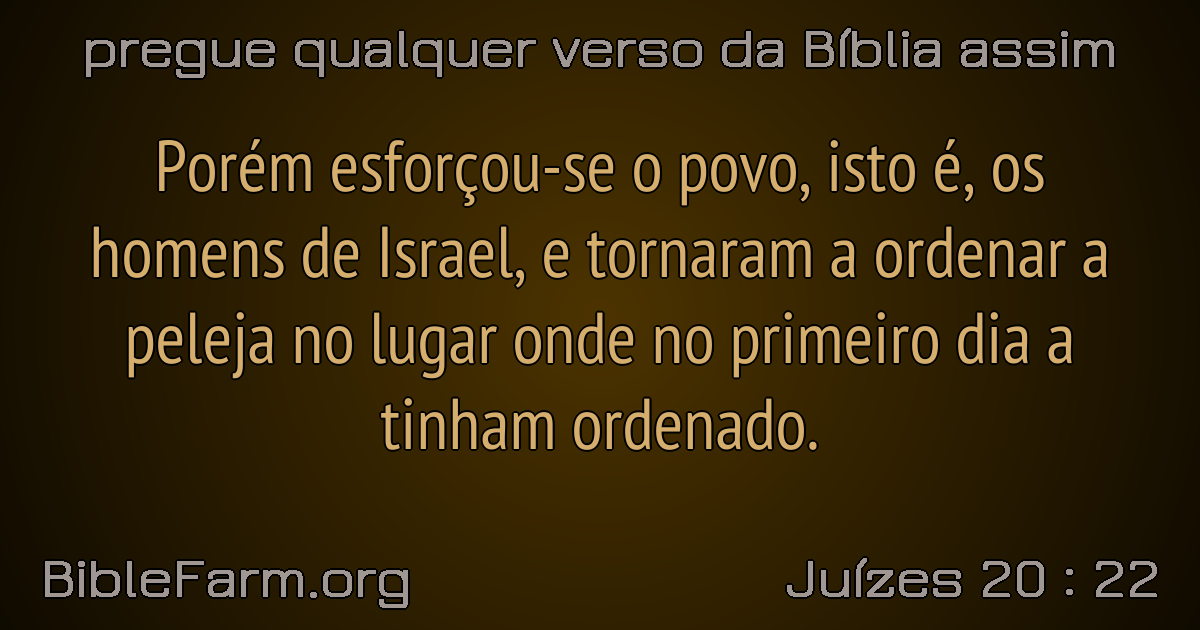 pregue qualquer verso da Bíblia assim
Porém esforçou-se o povo, isto é, os
homens de Israel, e tornaram a ordenar a
peleja no lugar onde no primeiro dia a
tinham ordenado.
BibleFarm.org
Juízes 20 : 22